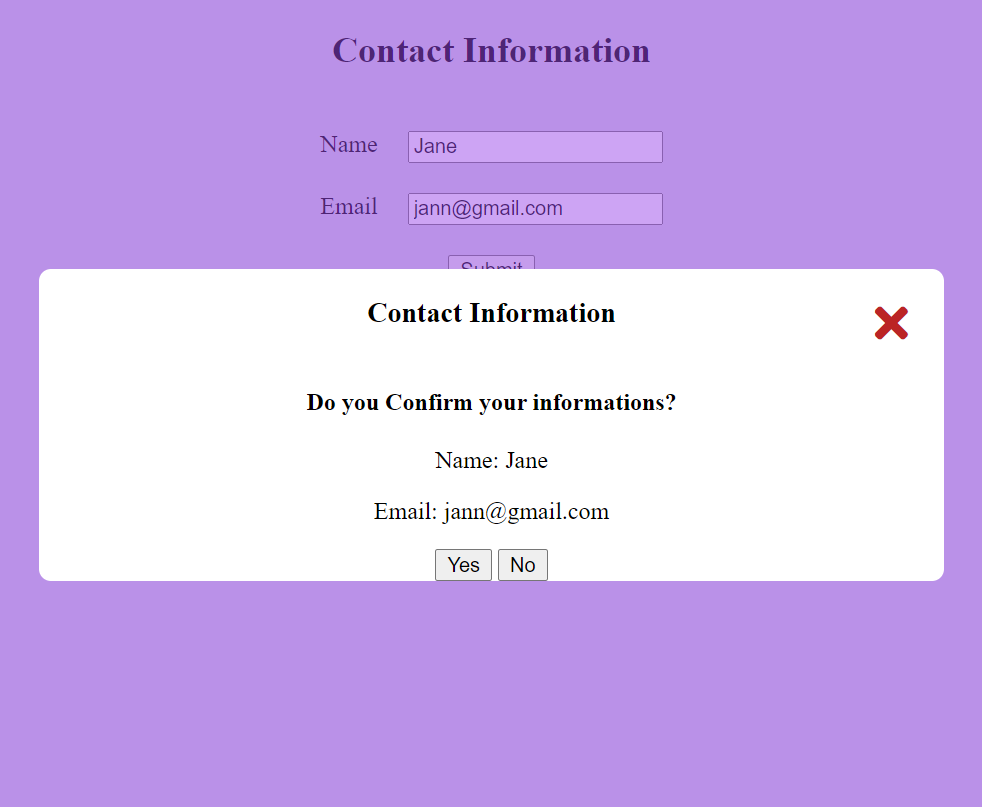 Contact Information
Name Jane
Email jann@gmail.com
Submit
Contact Information
Do you Confirm your informations?
Name: Jane
Email: jann@gmail.com
Yes No